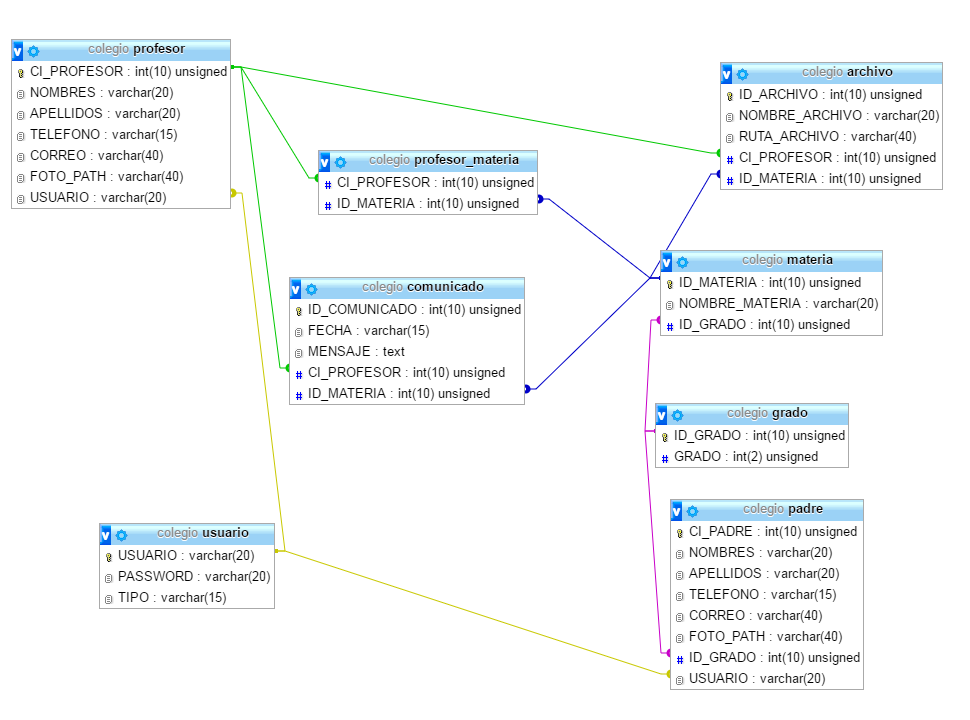 colegio profesor
CI_PROFESOR : int(10) unsigned
NOMBRES : varchar(20)
APELLIDOS : varchar(20)
TELEFONO : varchar(15)
CORREO : varchar(40)
FOTO_PATH : varchar(40)
USUARIO : varchar(20)
colegio archivo
ID_ARCHIVO : int(10) unsigned
NOMBRE_ARCHIVO : varchar(20)
RUTA_ARCHIVO : varchar(40)
CI_PROFESOR : int(10) unsigned
ID_MATERIA : int(10) unsigned
colegio profesor_materia
CI_PROFESOR : int(10) unsigned
ID_MATERIA : int(10) unsigned
colegio materia
ID_MATERIA : int(10) unsigned
NOMBRE_MATERIA : varchar(20)
ID_GRADO : int(10) unsigned
colegio comunicado
ID_COMUNICADO : int(10) unsigned
FECHA : varchar(15)
MENSAJE : text
CI_PROFESOR : int(10) unsigned
ID_MATERIA : int(10) unsigned
colegio grado
ID_GRADO : int(10) unsigned
GRADO : int(2) unsigned
colegio usuario
USUARIO : varchar(20)
PASSWORD : varchar(20)
TIPO : varchar(15)
colegio padre
CI_PADRE : int(10) unsigned
NOMBRES : varchar(20)
APELLIDOS : varchar(20)
TELEFONO : varchar(15)
CORREO : varchar(40)
FOTO_PATH : varchar(40)
ID_GRADO : int(10) unsigned
USUARIO : varchar(20)